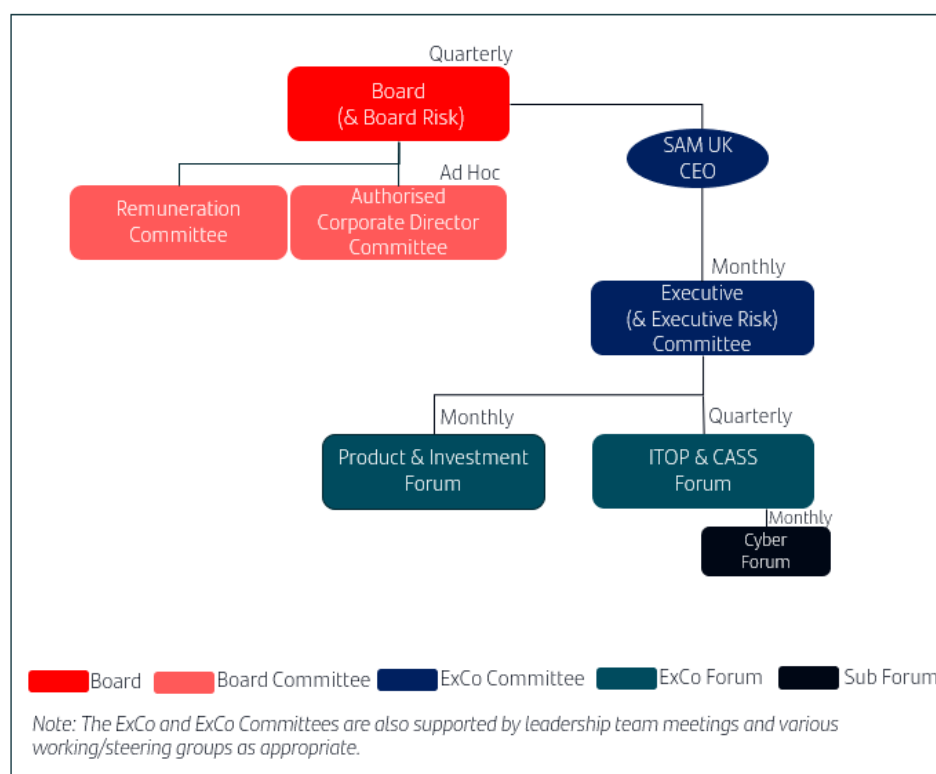 Quarterly
Board
(& Board Risk)
SAM UK
CEO
Ad Hoc
Remuneration
Committee
Authorised
Corporate Director
Committee
Monthly
Executive
(& Executive Risk)
Committee
Monthly
Quarterly
Product & Investment
Forum
ITOP & CASS
Forum
Monthly
Cyber
Forum
Board
Board Committee
ExCo Committee
ExCo Forum
Sub Forum
Note: The ExCo and ExCo Committees are also supported by leadership team meetings and various
working/steering groups as appropriate.